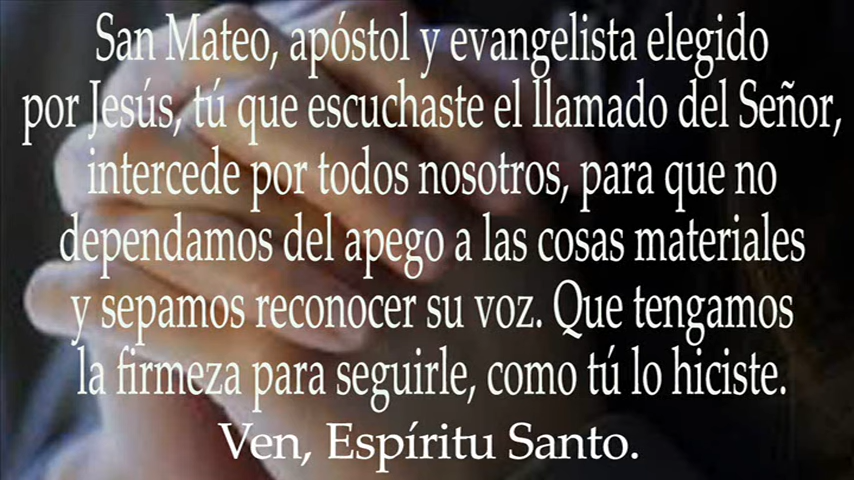 San Mateo, apóstol y evangelista elegido
por Jesús, tú que escuchaste el llamado del Señor,
intercede por todos nosotros, para que no
dependamos del apego a las cosas materiales
y sepamos reconocer su voz. Que tengamos
la firmeza para seguirle, como tú lo hiciste.
Ven, Espíritu Santo.